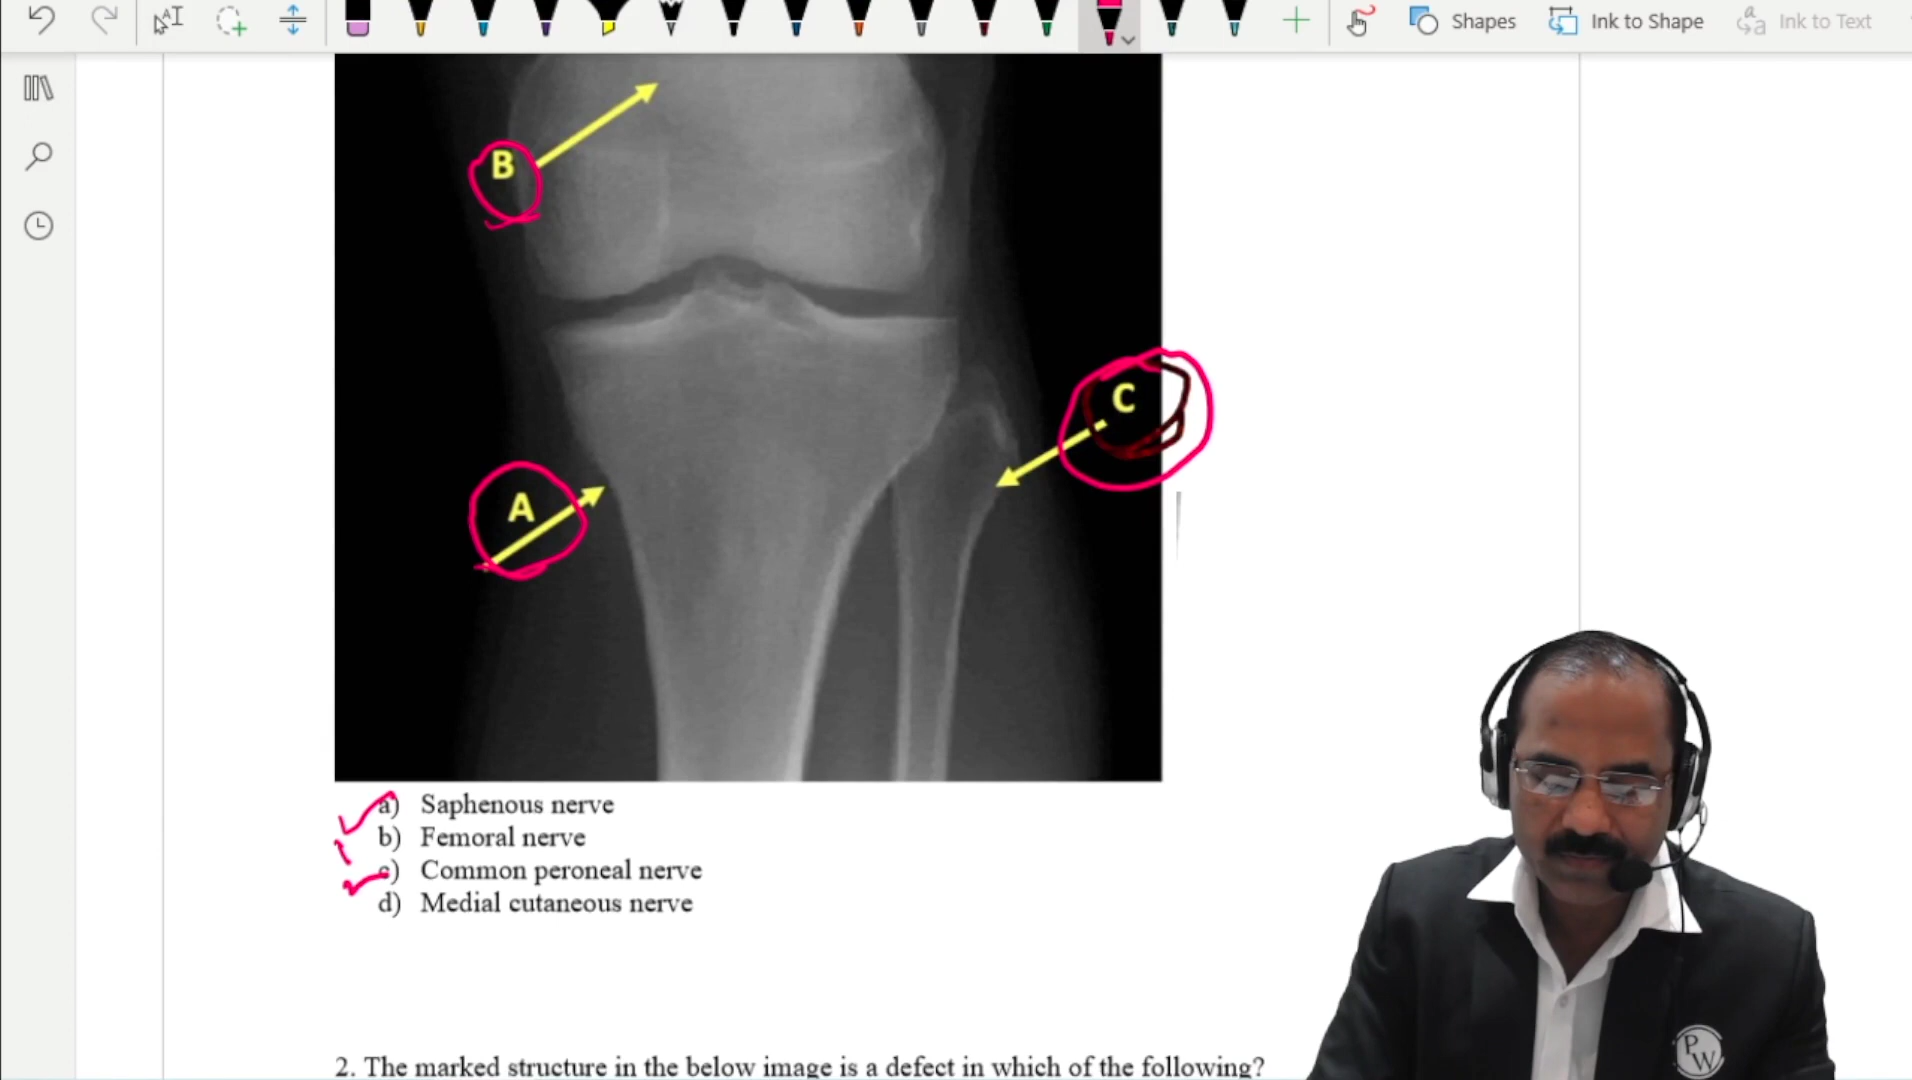 Shapes
Ink to Shape
Ink to Text
B
C
A
a) Saphenous nerve
b) Femoral nerve
c) Common peroneal nerve
d) Medial cutaneous nerve
PW
2. The marked structure in the below image is a defect in which of the following?